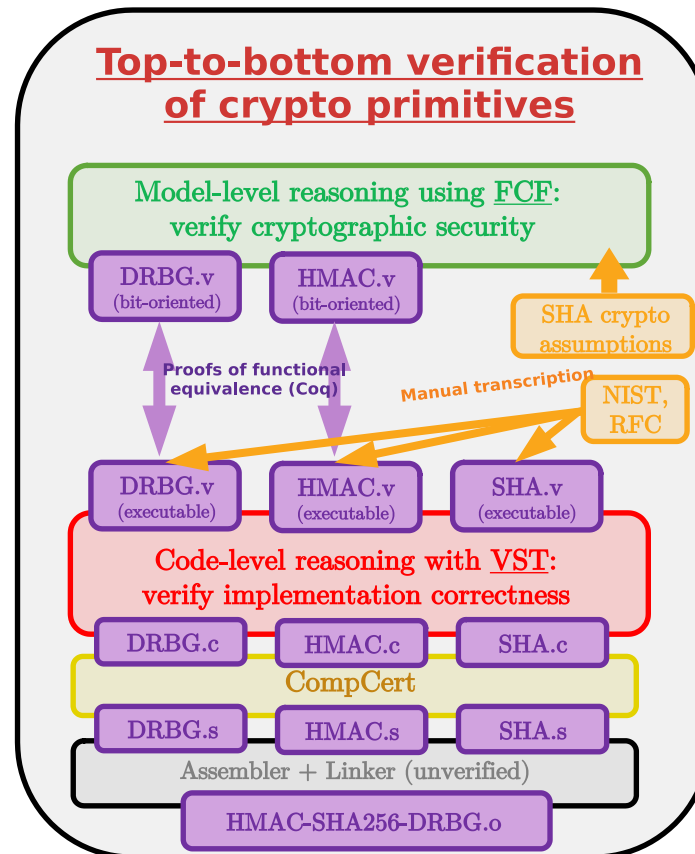 Top-to-bottom verification
of crypto primitives
Model-level reasoning using FCF:
verify cryptographic security
DRBG.v
(bit-oriented)
HMAC.v
(bit-oriented)
SHA crypto
assumptions
Proofs of functional
equivalence (Coq)
Manual transcription
NIST,
RFC
DRBG.v
(executable)
HMAC.v
(executable)
SHA.v
(executable)
Code-level reasoning with VST:
verify implementation correctness
DRBG.c
HMAC.c
SHA.c
CompCert
DRBG.s
HMAC.s
SHA.s
Assembler + Linker (unverified)
HMAC-SHA256-DRBG.o